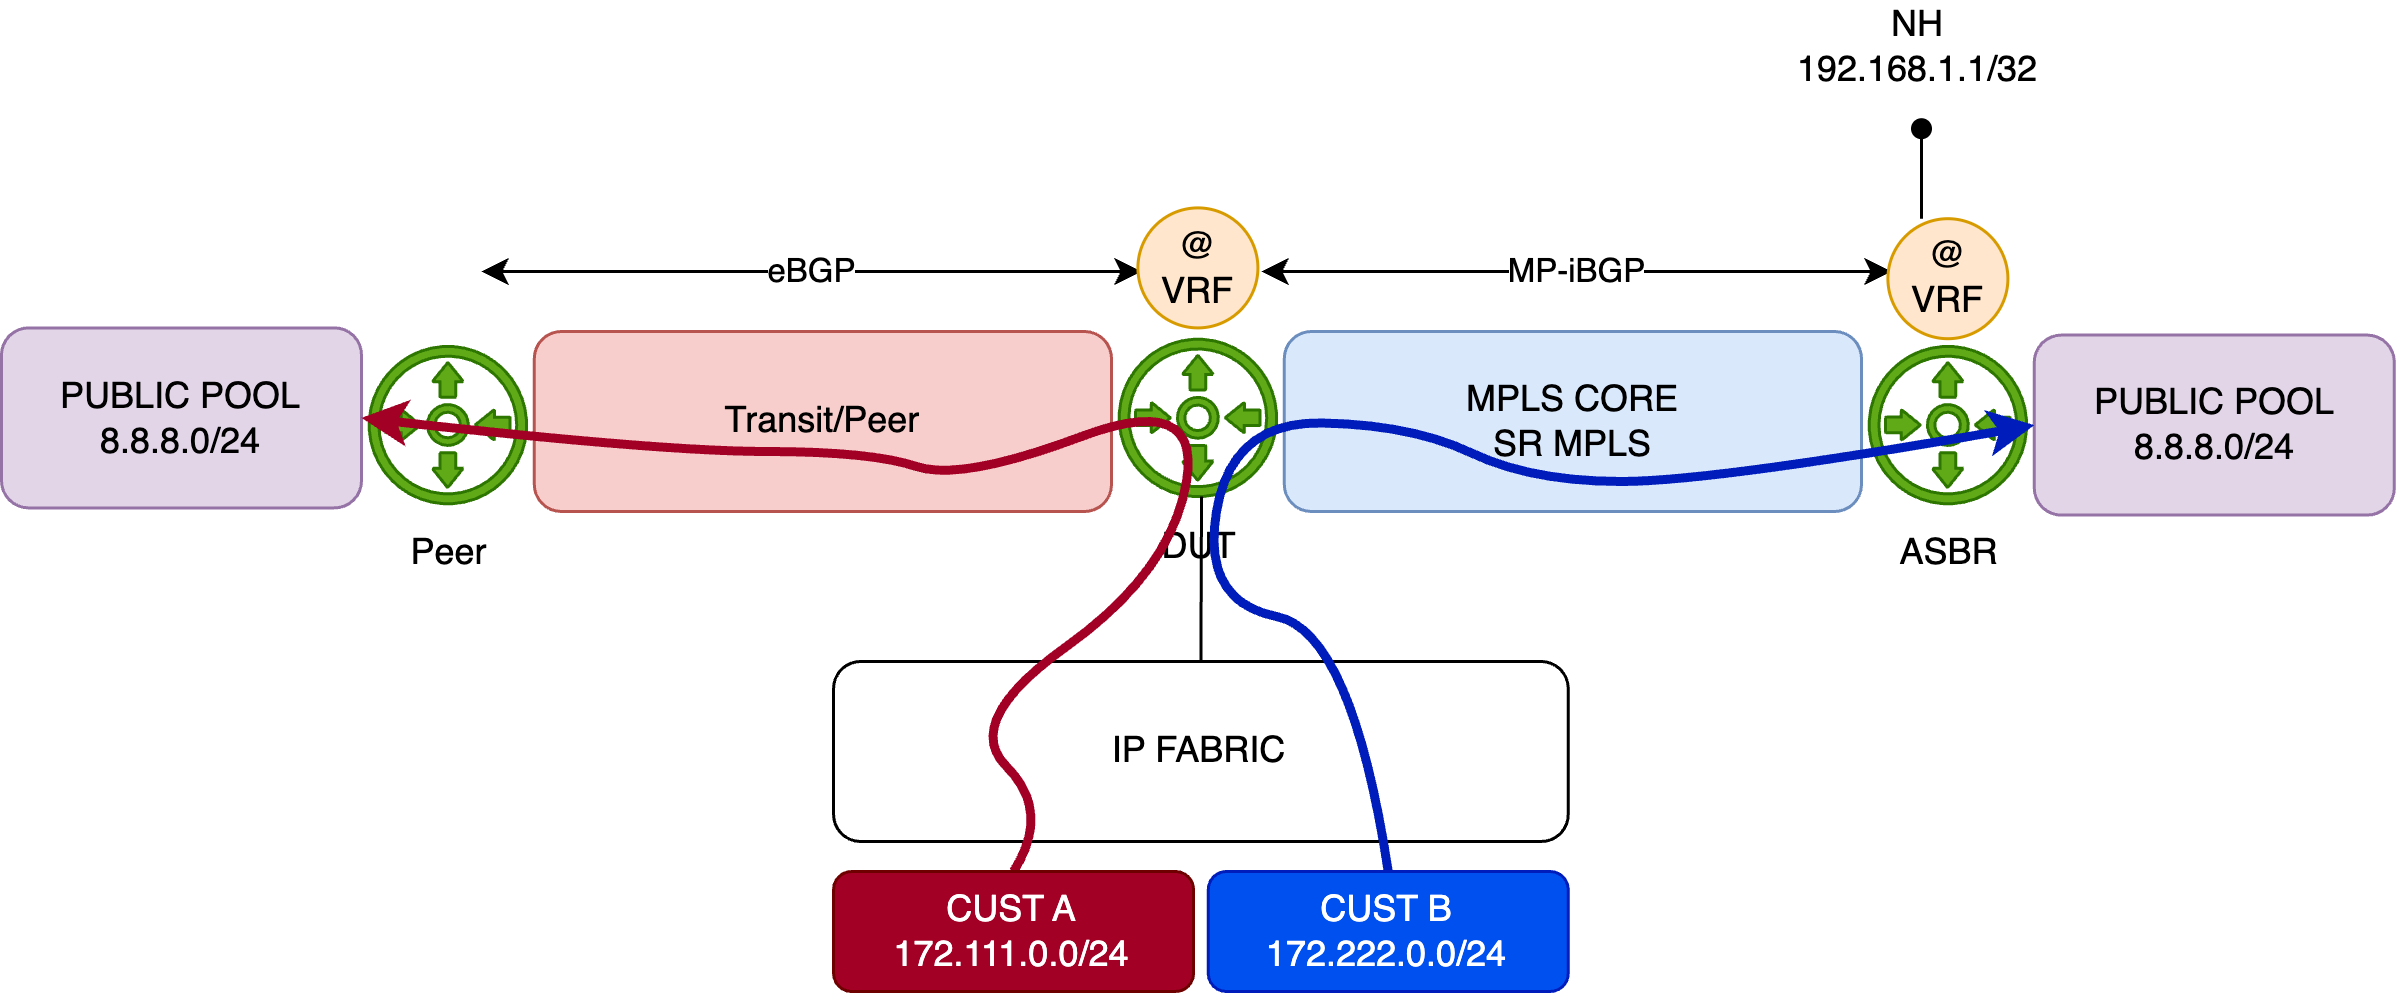 NH
192.168.1.1/32
@
VRF
@
VRF
eBGP
MP-iBGP
PUBLIC POOL
8.8.8.0/24
Transit/Peer
MPLS CORE
SR MPLS
PUBLIC POOL
8.8.8.0/24
Peer
DUT
ASBR
IP FABRIC
CUST A
172.111.0.0/24
CUST B
172.222.0.0/24